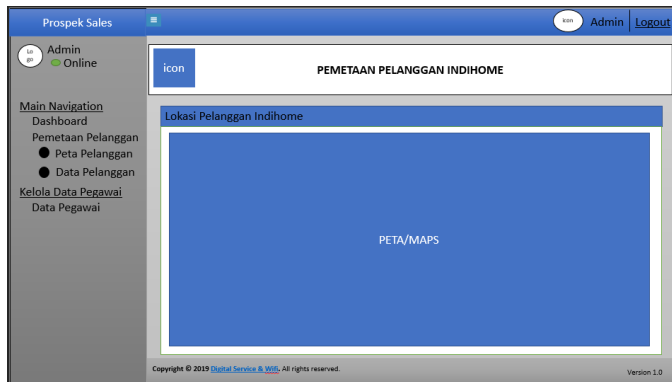 Prospek Sales
Icon
Admin
Logout
Lo
go
Admin
Online
Main Navigation
Dashboard
Pemetaan Pelanggan
Peta Pelanggan
Data Pelanggan
Kelola Data Pegawai
Data Pegawai
icon
PEMETAAN PELANGGAN INDIHOME
Lokasi Pelanggan Indihome
PETA/MAPS
Copyright © 2019 Digital Service & Wifi. All rights reserved.
Version 1.0